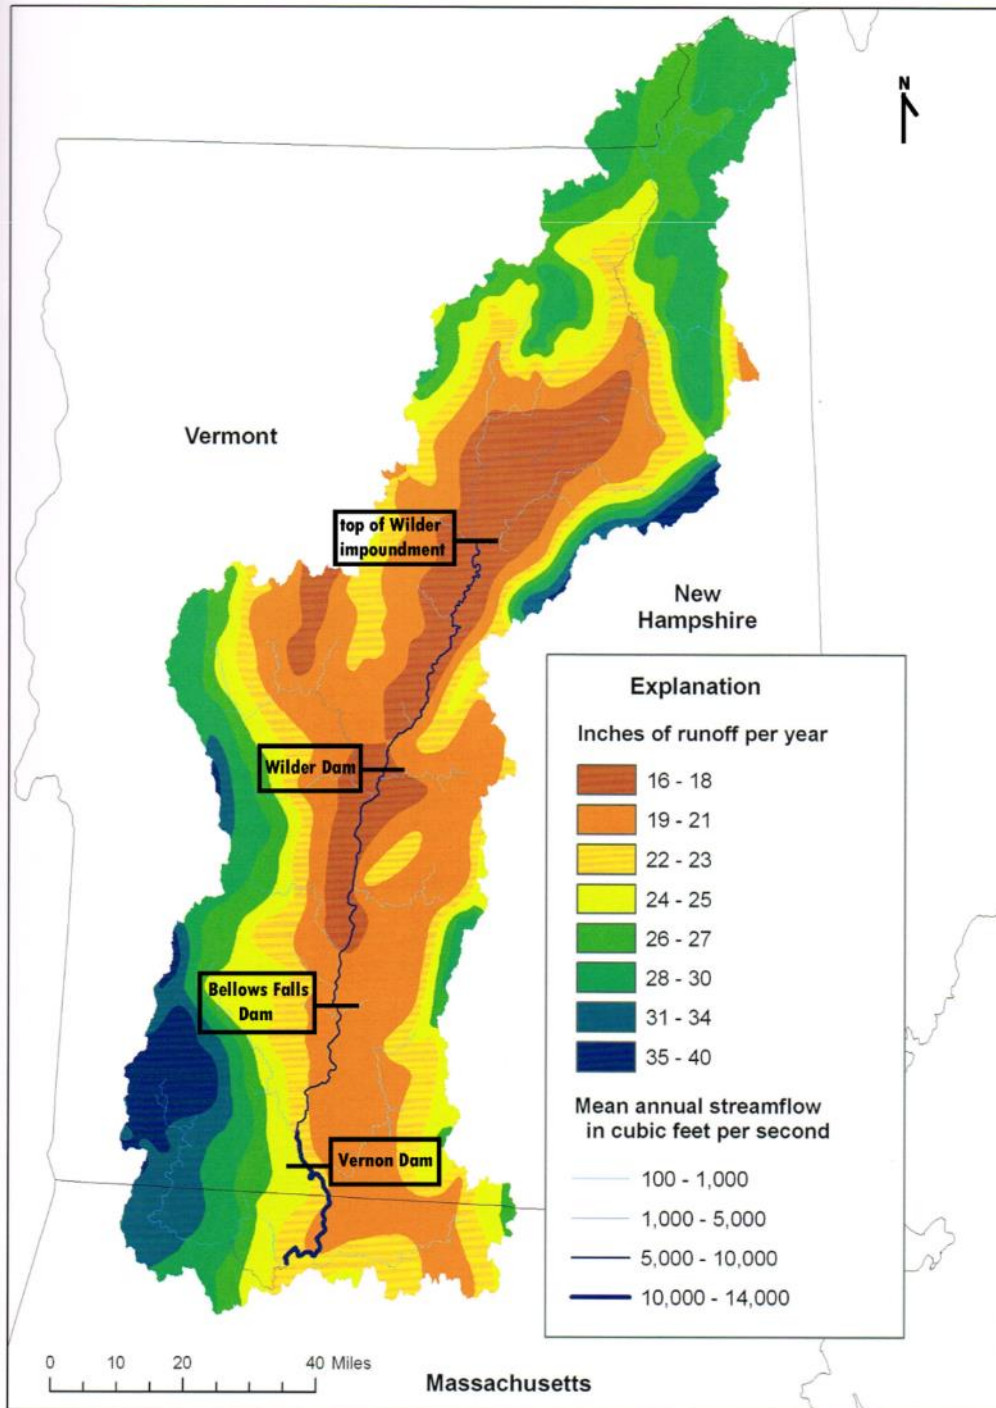 N
Vermont
top of Wilder
impoundment
New
Hampshire
Wilder Dam
Bellows Falls
Dam
Vernon Dam
Explanation
Inches of runoff per year
16 - 18
19 - 21
22 - 23
24 - 25
26 - 27
28 - 30
31 - 34
35 - 40
Mean annual streamflow
in cubic feet per second
100 - 1,000
1,000 - 5,000
5,000 - 10,000
10,000 - 14,000
0 10 20 40 Miles
Massachusetts